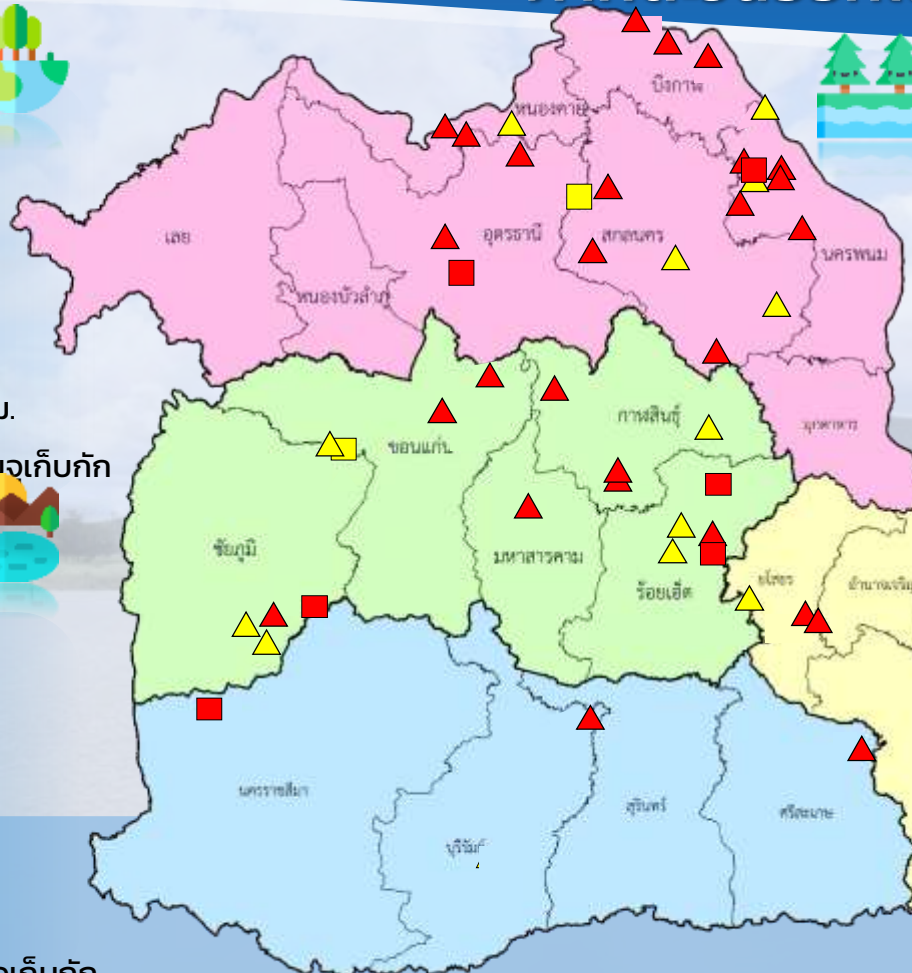 บึงกาฬ
หนองคาย
เลย
อุดรธานี
สกลนคร
นครพนม
หนองบัวลำภู
ม.
กาฬสินธุ์
มุกดาหาร
ขอนแก่น
จุเก็บกัก
ชัยภูมิ
มหาสารคาม
ยโสธร
อำนาจเจริญ
ร้อยเอ็ด
นครราชสีมา
สุรินทร์
ศรีสะเกษ
บุรีรัมย์